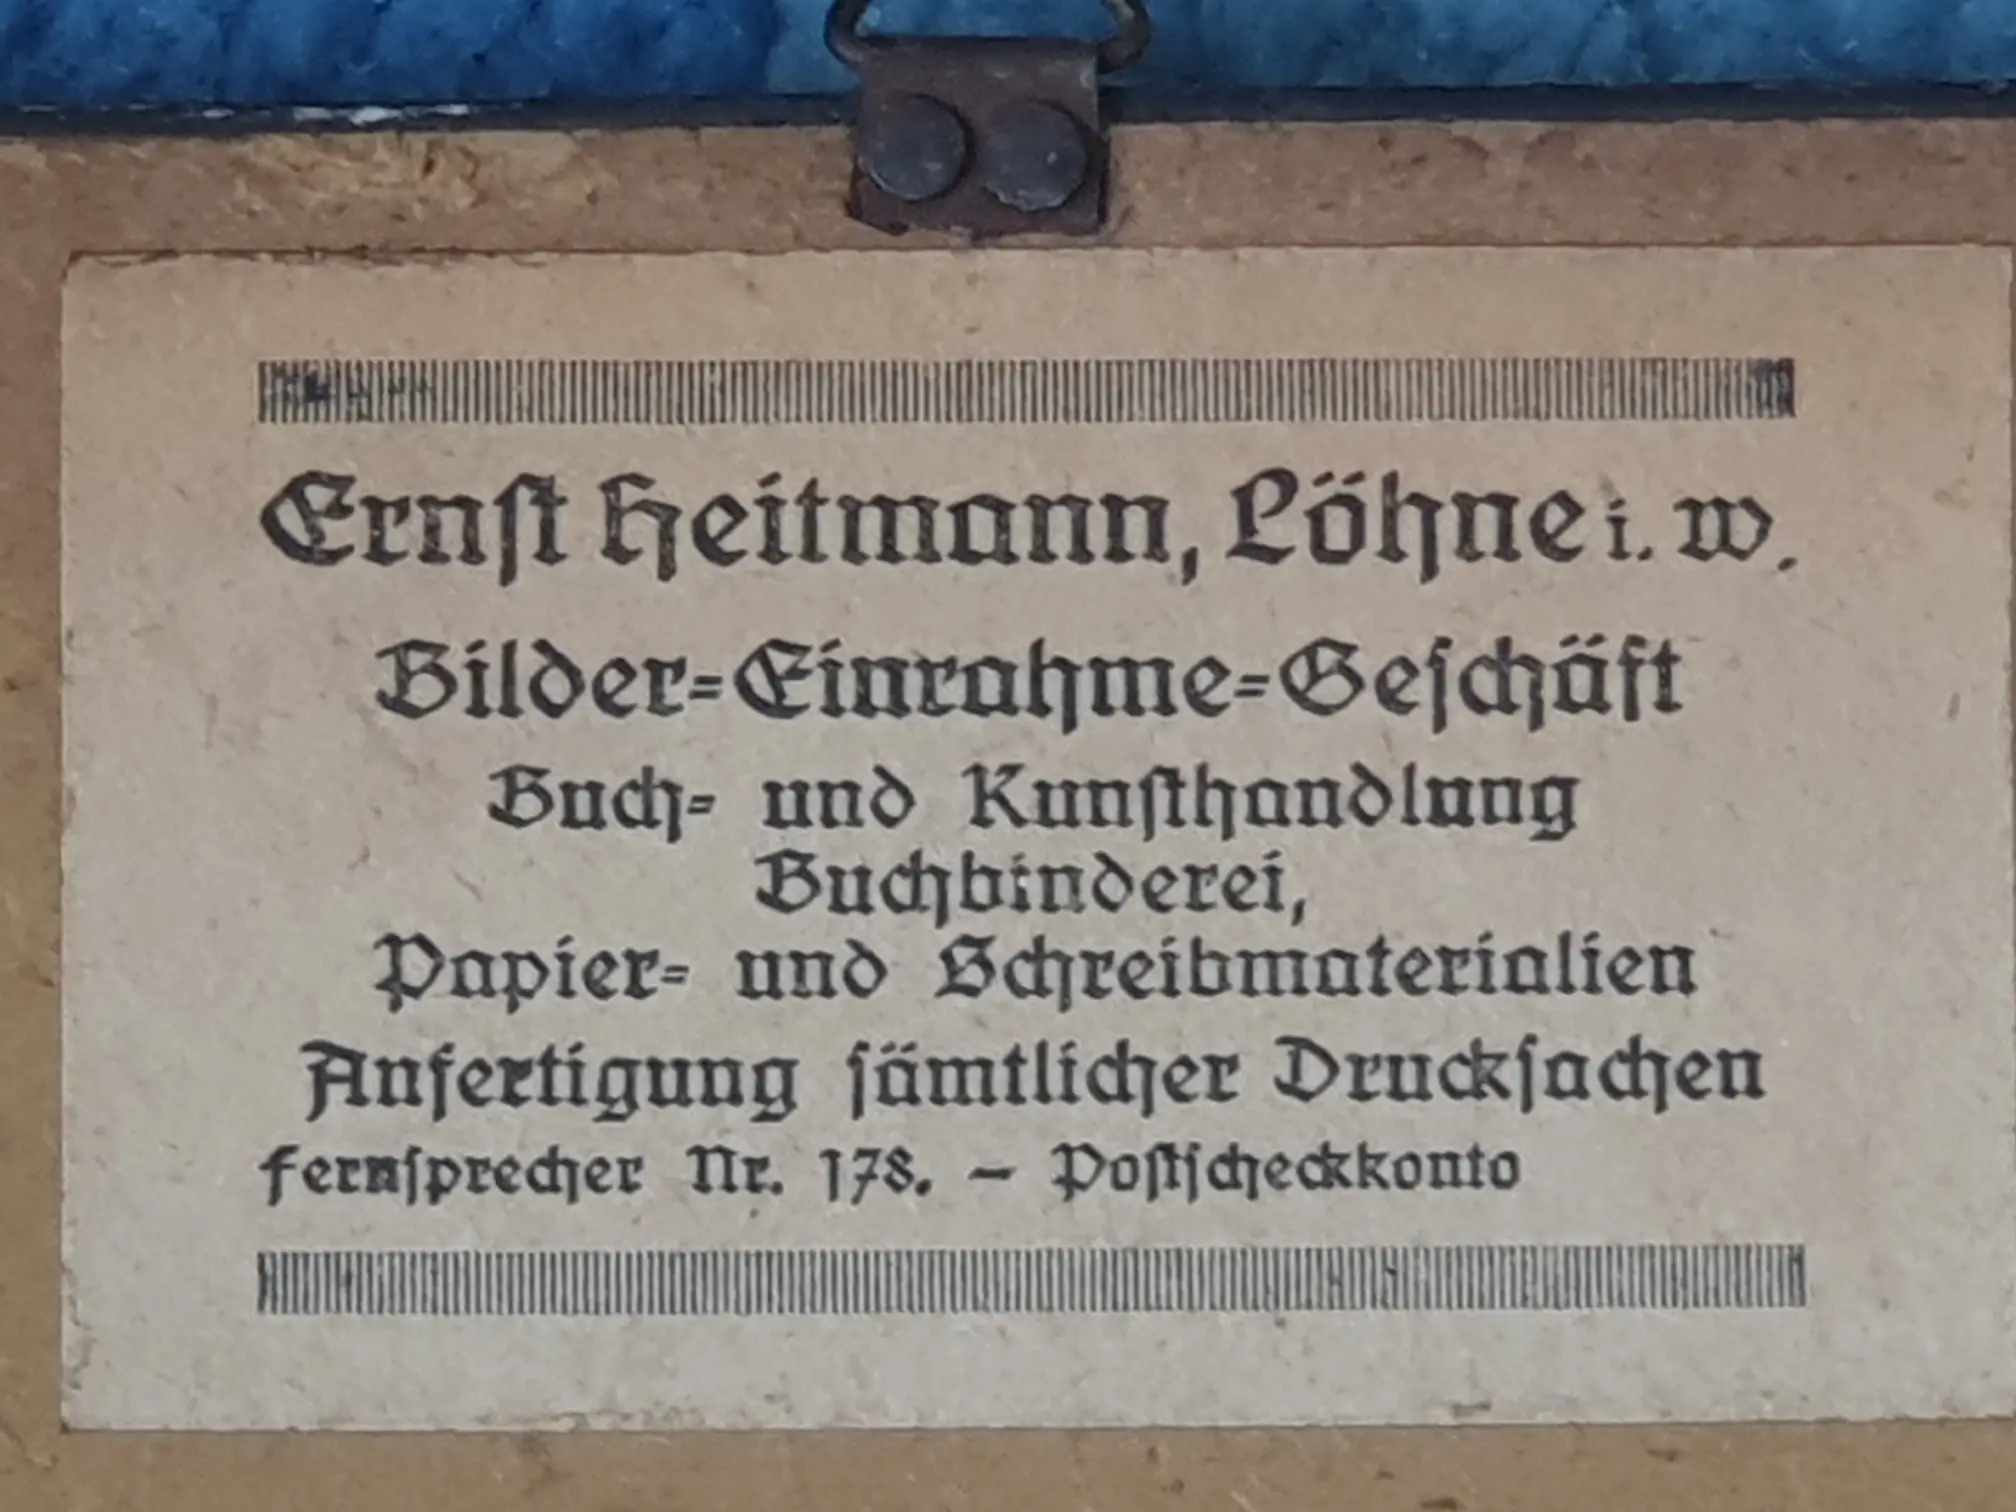 Ernſt Heitmann, Löhne i. W.
Bilder=Einrahme=Geſchäft
Buch= und Kunſthandlung
Buchbinderei,
Papier= und Schreibmaterialien
Anfertigung ſämtlicher Druckſachen
Fernſprecher Nr. 178. — Poſtſcheckkonto